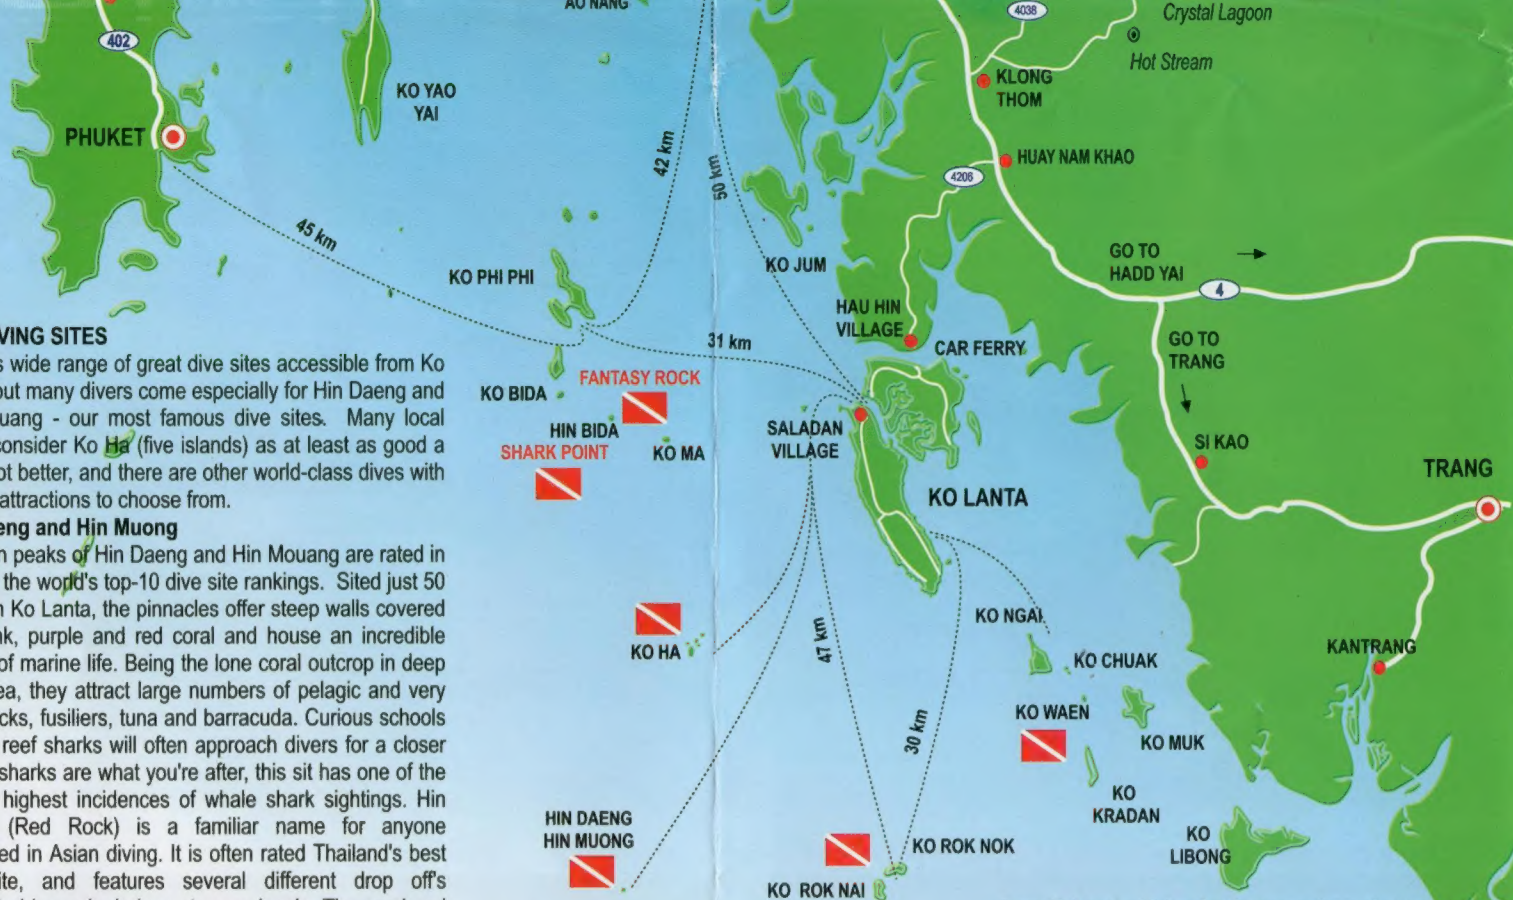 AO NANG
4038
Crystal Lagoon
402
Hot Stream
KLONG
THOM
KO YAO
YAI
PHUKET
42 km
50 km
HUAY NAM KHAO
4206
45 km
GO TO
HADD YAI
KO PHI PHI
KO JUM
4
HAU HIN
VILLAGE
31 km
CAR FERRY
GO TO
TRANG
VING SITES
s wide range of great dive sites accessible from Ko
out many divers come especially for Hin Daeng and
uang - our most famous dive sites. Many local
consider Ko Ha (five islands) as at least as good a
ot better, and there are other world-class dives with
attractions to choose from.
eng and Hin Muong
n peaks of Hin Daeng and Hin Mouang are rated in
the world's top-10 dive site rankings. Sited just 50
n Ko Lanta, the pinnacles offer steep walls covered
nk, purple and red coral and house an incredible
of marine life. Being the lone coral outcrop in deep
ea, they attract large numbers of pelagic and very
cks, fusiliers, tuna and barracuda. Curious schools
reef sharks will often approach divers for a closer
sharks are what you're after, this sit has one of the
highest incidences of whale shark sightings. Hin
(Red Rock) is a familiar name for anyone
ed in Asian diving. It is often rated Thailand's best
ite, and features several different drop off's
FANTASY ROCK
KO BIDA
HIN BIDA
SHARK POINT
KO MA
SALADAN
VILLAGE
SI KAO
TRANG
KO LANTA
KO NGAI
47 km
KO HA
KO CHUAK
KANTRANG
KO WAEN
30 km
KO MUK
KO
KRADAN
HIN DAENG
HIN MUONG
KO
LIBONG
KO ROK NOK
KO ROK NAI